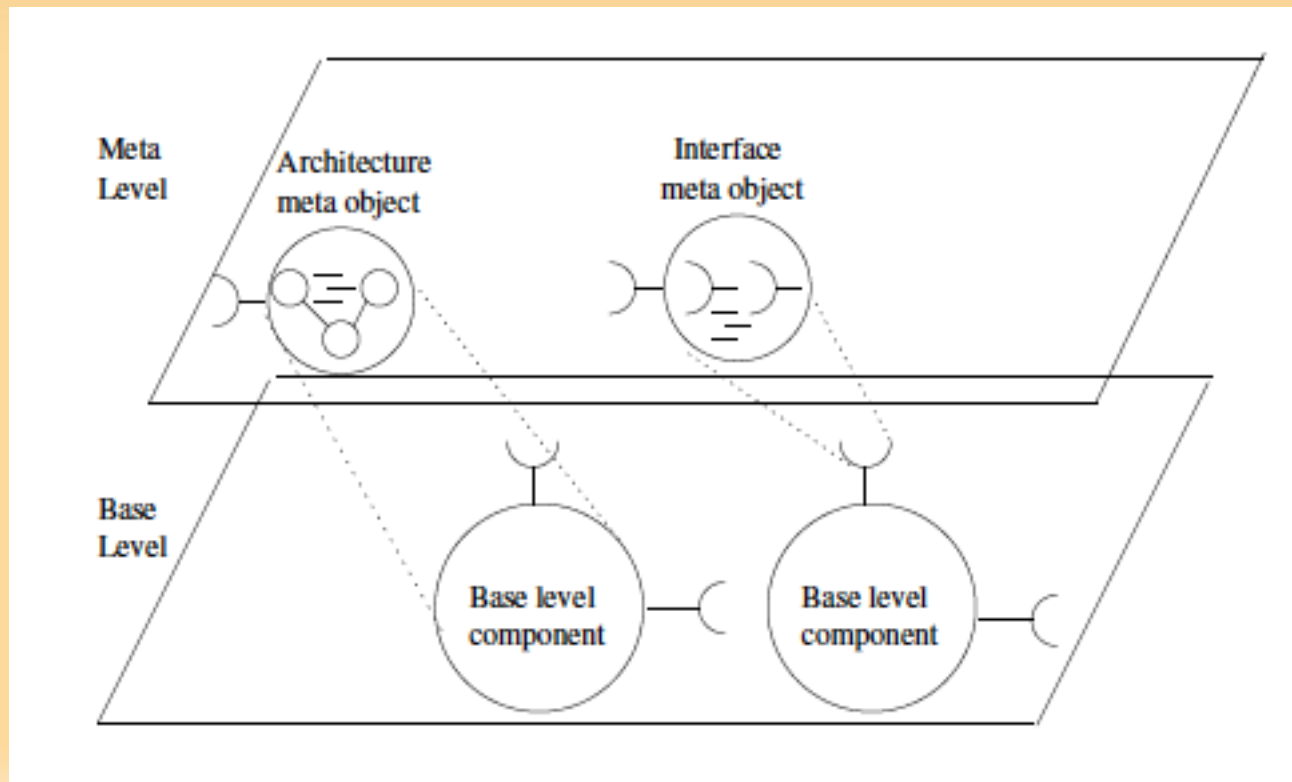 Meta
Level
Architecture
meta object
Interface
meta object
Base
Level
Base level
component
Base level
component